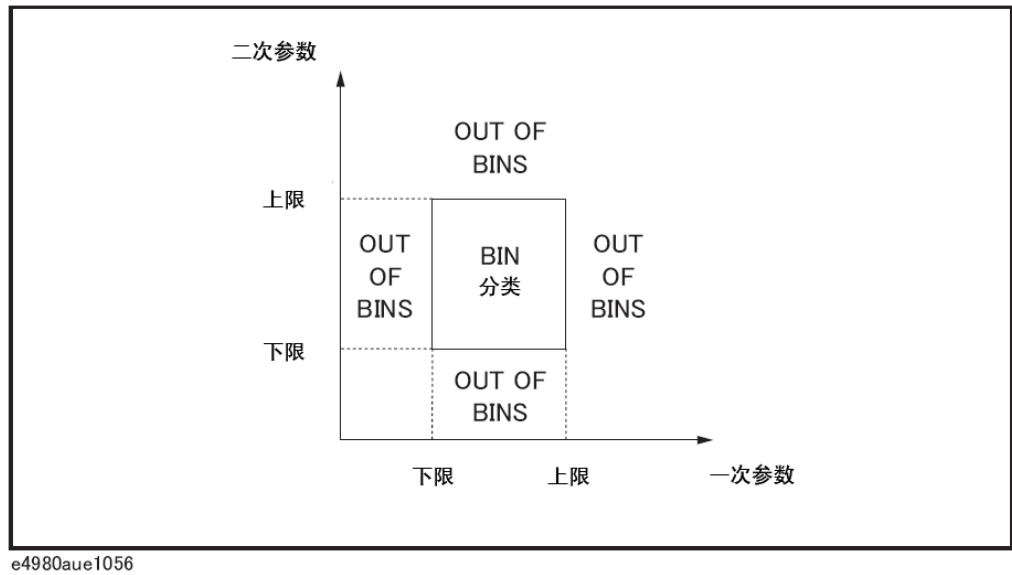 二次参数
OUT OF
BINS
上限
OUT
OF
BINS
BIN
分类
OUT
OF
BINS
下限
OUT OF
BINS
下限
上限
一次参数
e4980aue1056